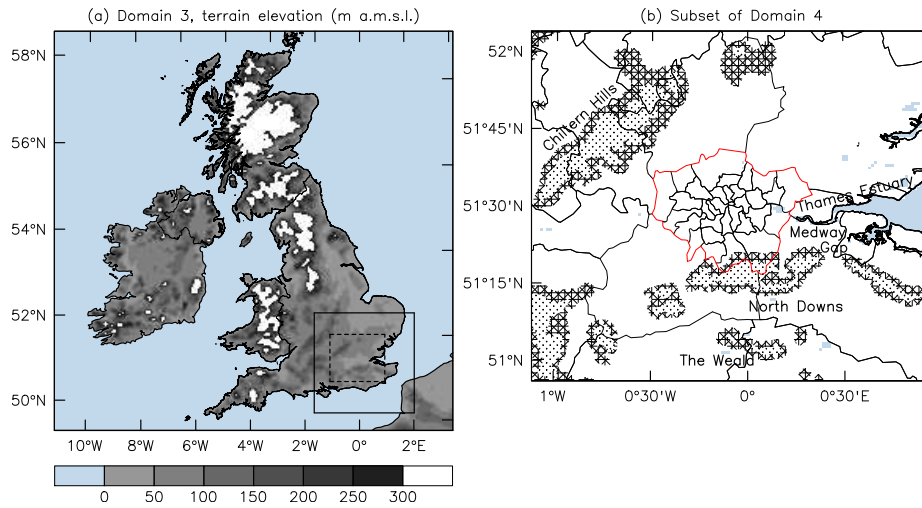 (a) Domain 3, terrain elevation (m a.m.s.l.)
58°N
56°N
54°N
52°N
50°N
10°W 8°W 6°W 4°W 2°W 0° 2°E
0 50 100 150 200 250 300
(b) Subset of Domain 4
52°N
51°45'N
51°30'N
51°15'N
51°N
1°W 0°30'W 0° 0°30'E
Chiltern Hills
Thames Estuary
Medway
Gap
North Downs
The Weald